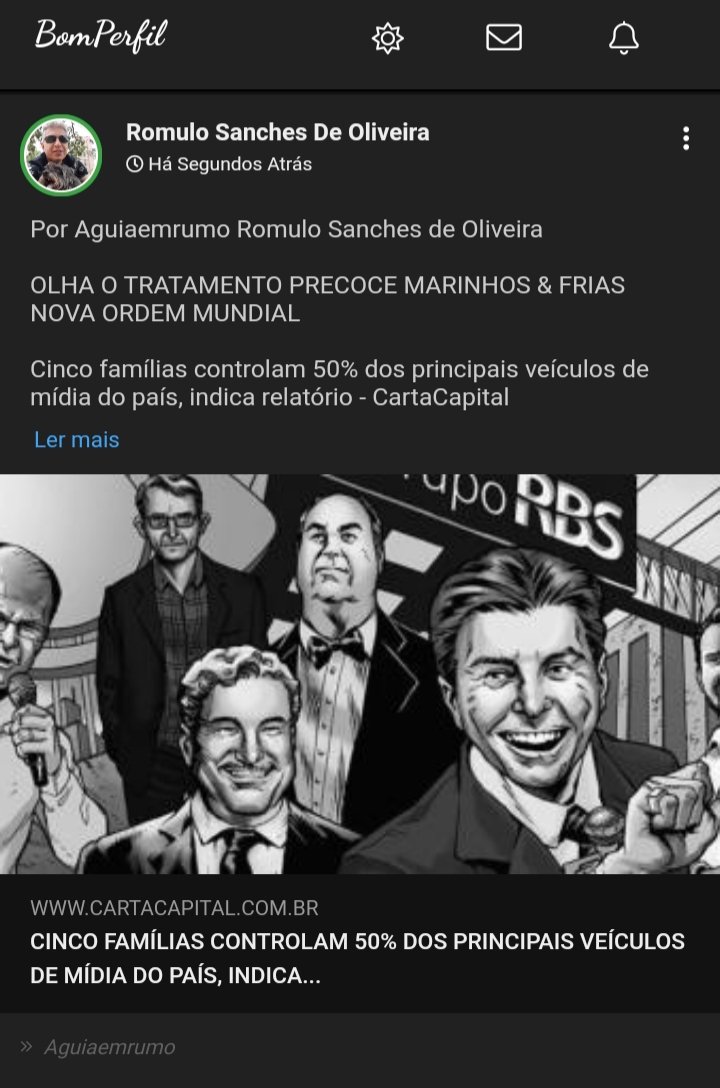 BomPerfil
Romulo Sanches De Oliveira
Há Segundos Atrás
Por Aguiaemrumo Romulo Sanches de Oliveira
OLHA O TRATAMENTO PRECOCE MARINHOS & FRIAS
NOVA ORDEM MUNDIAL
Cinco famílias controlam 50% dos principais veículos de
mídia do país, indica relatório - CartaCapital
Ler mais
RBS
WWW.CARTACAPITAL.COM.BR
CINCO FAMÍLIAS CONTROLAM 50% DOS PRINCIPAIS VEÍCULOS
DE MÍDIA DO PAÍS, INDICA...
» Aguiaemrumo